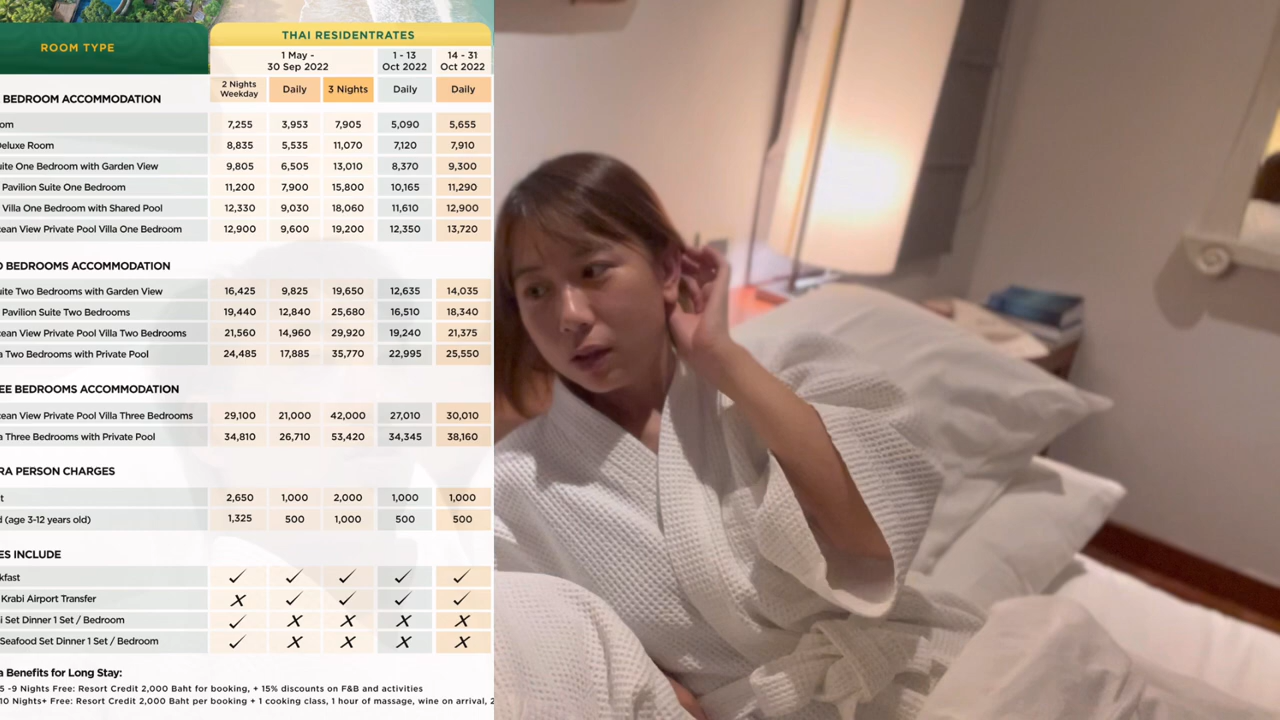 ROOM TYPE
THAI RESIDENTRATES
1 May -
30 Sep 2022
1 - 13
Oct 2022
14 - 31
Oct 2022
2 Nights
Weekday
Daily
3 Nights
Daily
Daily
BEDROOM ACCOMMODATION
om 7,255 3,953 7,905 5,090 5,655
Deluxe Room 8,835 5,535 11,070 7,120 7,910
uite One Bedroom with Garden View 9,805 6,505 13,010 8,370 9,300
Pavilion Suite One Bedroom 11,200 7,900 15,800 10,165 11,290
Villa One Bedroom with Shared Pool 12,330 9,030 18,060 11,610 12,900
cean View Private Pool Villa One Bedroom 12,900 9,600 19,200 12,350 13,720
O BEDROOMS ACCOMMODATION
uite Two Bedrooms with Garden View 16,425 9,825 19,650 12,635 14,035
Pavilion Suite Two Bedrooms 19,440 12,840 25,680 16,510 18,340
cean View Private Pool Villa Two Bedrooms 21,560 14,960 29,920 19,240 21,375
a Two Bedrooms with Private Pool 24,485 17,885 35,770 22,995 25,550
EE BEDROOMS ACCOMMODATION
cean View Private Pool Villa Three Bedrooms 29,100 21,000 42,000 27,010 30,010
a Three Bedrooms with Private Pool 34,810 26,710 53,420 34,345 38,160
RA PERSON CHARGES
t 2,650 1,000 2,000 1,000 1,000
d (age 3-12 years old) 1,325 500 1,000 500 500
ES INCLUDE
kfast ✓ ✓ ✓ ✓ ✓
Krabi Airport Transfer X ✓ ✓ ✓ ✓
i Set Dinner 1 Set / Bedroom ✓ X X X X
Seafood Set Dinner 1 Set / Bedroom ✓ X X X X
a Benefits for Long Stay:
5 -9 Nights Free: Resort Credit 2,000 Baht for booking, + 15% discounts on F&B and activities
10 Nights+ Free: Resort Credit 2,000 Baht per booking + 1 cooking class, 1 hour of massage, wine on arrival, 2